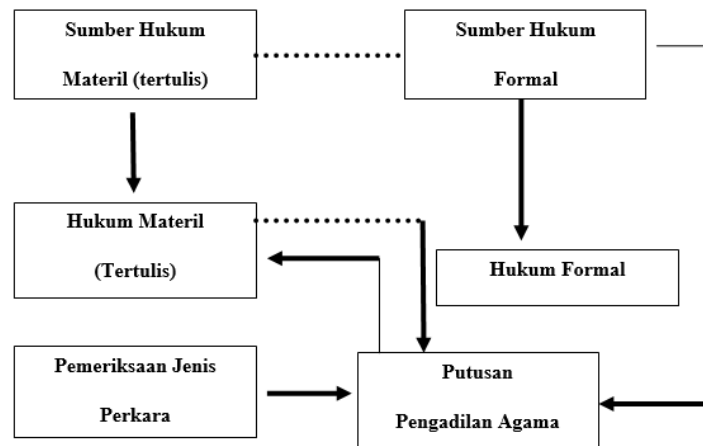 Sumber Hukum
Materil (tertulis)
Sumber Hukum
Formal
Hukum Materil
(Tertulis)
Hukum Formal
Pemeriksaan Jenis
Perkara
Putusan
Pengadilan Agama